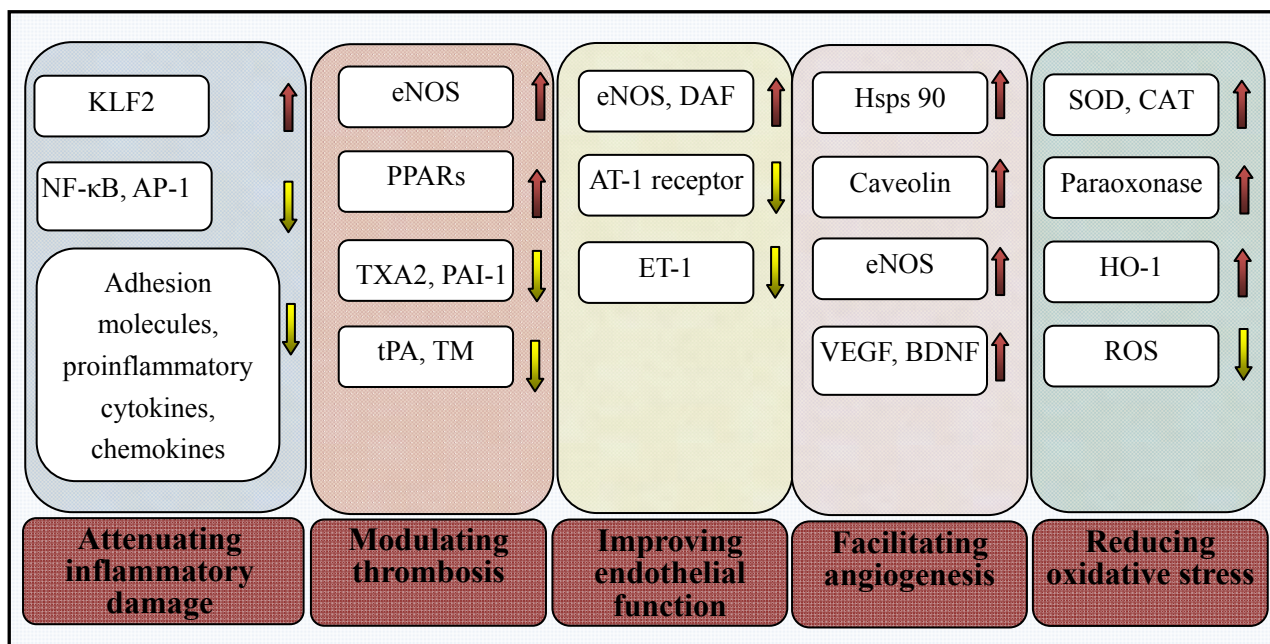 KLF2
NF-κB, AP-1
Adhesion
molecules,
proinflammatory
cytokines,
chemokines
Attenuating
inflammatory
damage
eNOS
PPARs
TXA2, PAI-1
tPA, TM
Modulating
thrombosis
eNOS, DAF
AT-1 receptor
ET-1
Improving
endothelial
function
Hsps 90
Caveolin
eNOS
VEGF, BDNF
Facilitating
angiogenesis
SOD, CAT
Paraoxonase
HO-1
ROS
Reducing
oxidative stress